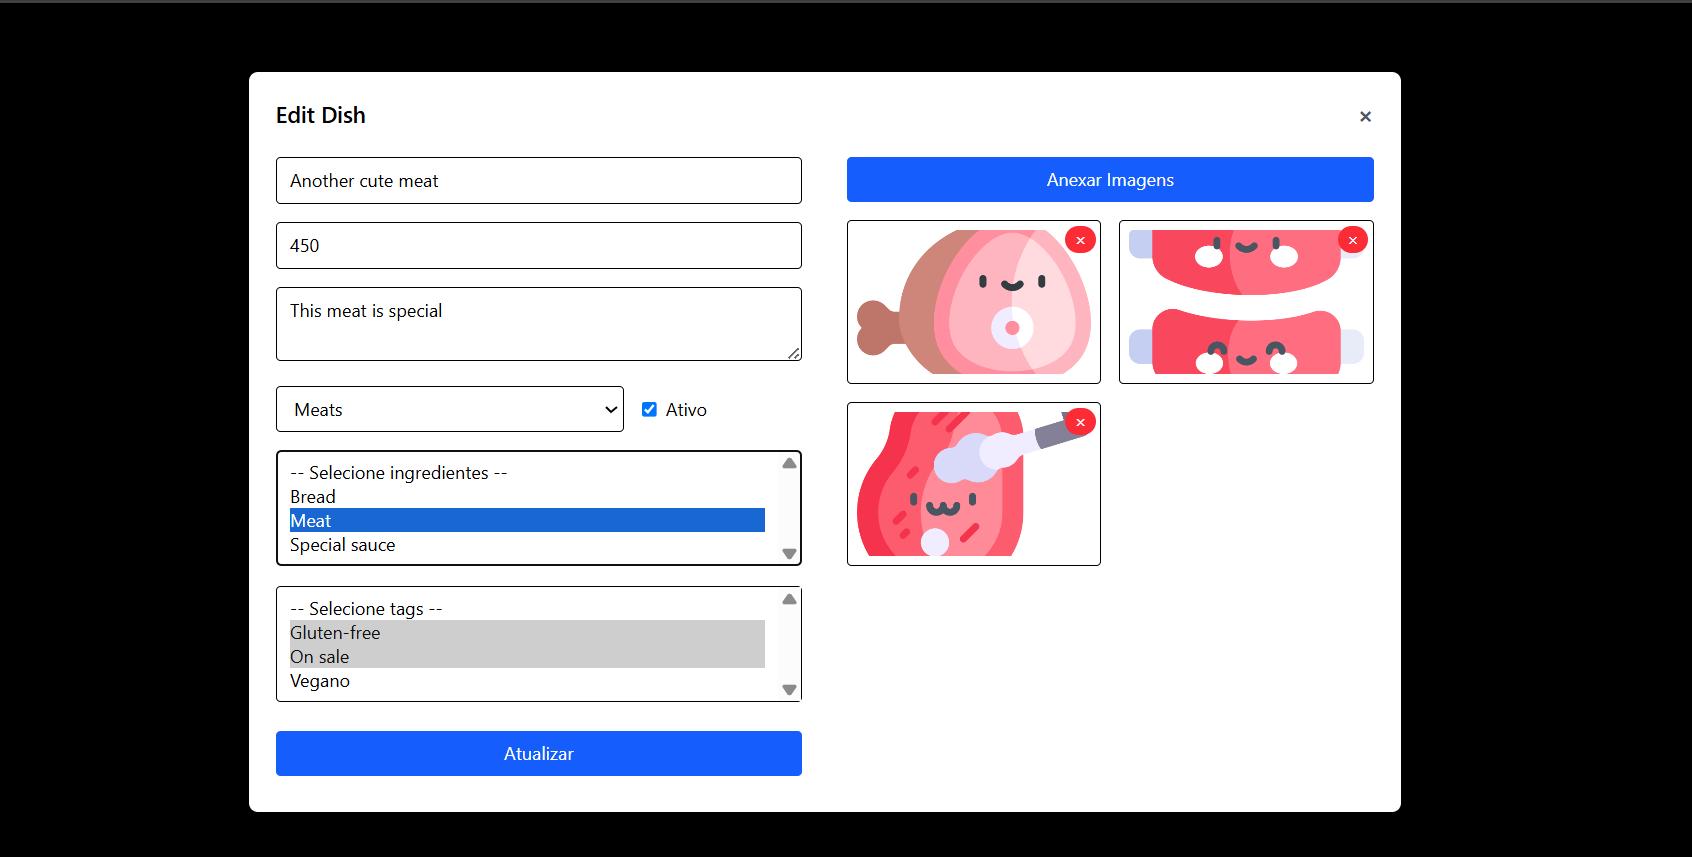 Edit Dish
×
Another cute meat
450
This meat is special
Meats
Ativo
-- Selecione ingredientes --
Bread
Meat
Special sauce
-- Selecione tags --
Gluten-free
On sale
Vegano
Atualizar
Anexar Imagens
×
×
×